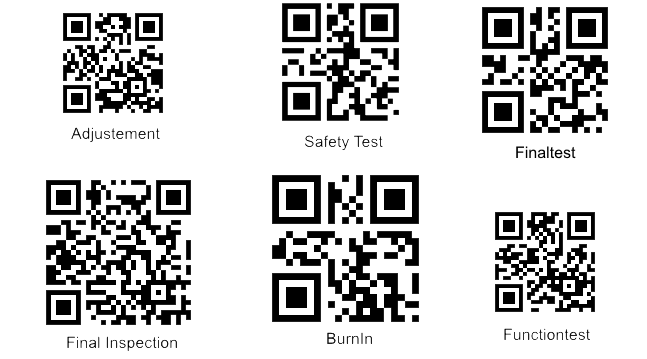 Adjustement
Safety Test
Finaltest
Final Inspection
BurnIn
Functiontest